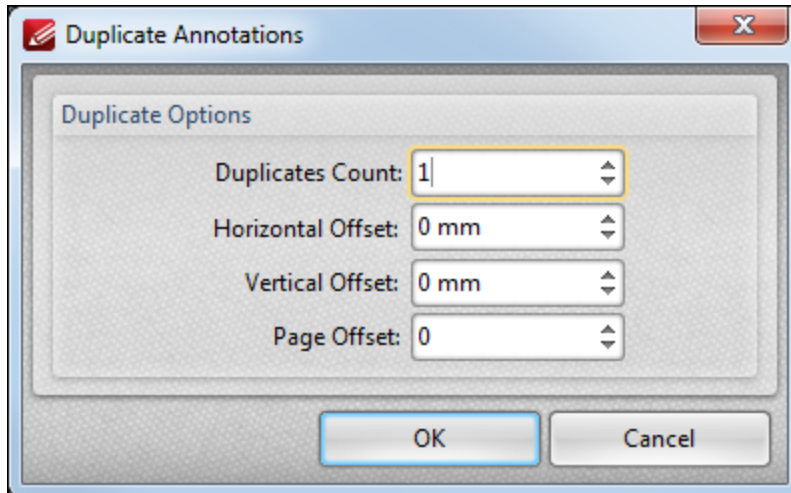 Duplicate Annotations
Duplicate Options
Duplicates Count: 1
Horizontal Offset: 0 mm
Vertical Offset: 0 mm
Page Offset: 0
OK Cancel